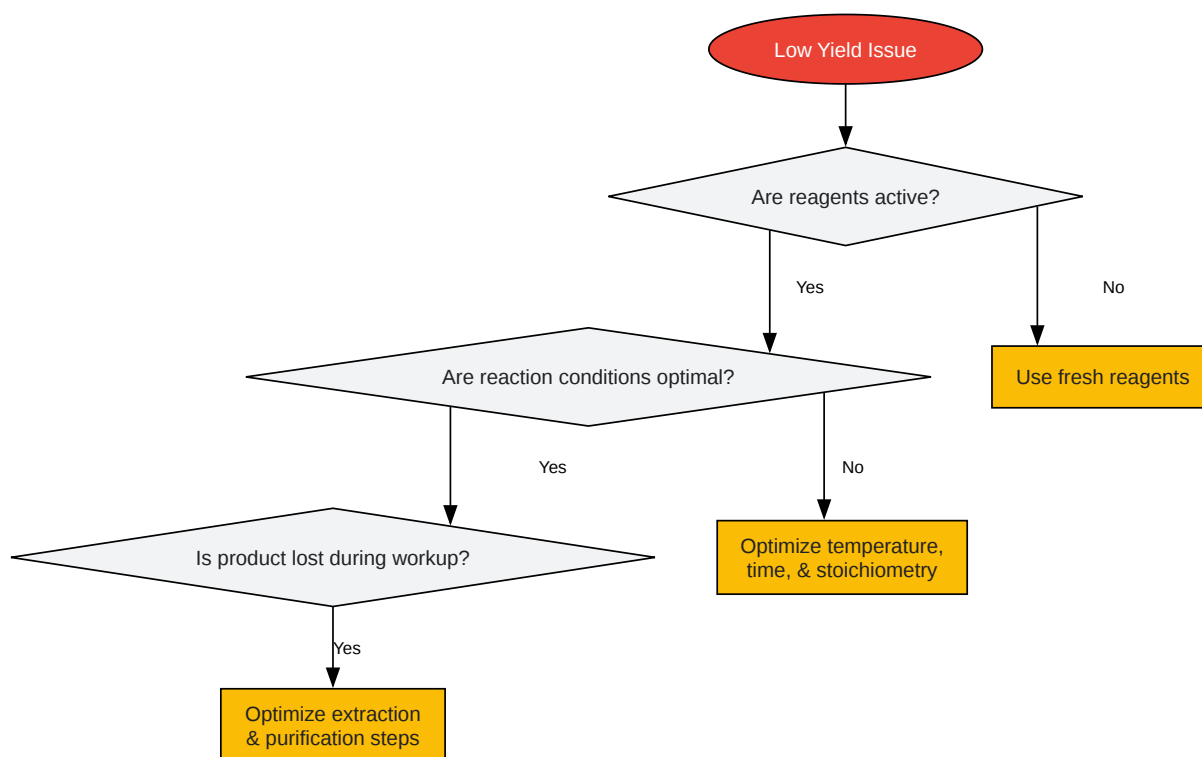 Low Yield Issue
Are reagents active?
Yes
No
Are reaction conditions optimal?
Use fresh reagents
Yes
No
Is product lost during workup?
Optimize temperature,
time, & stoichiometry
Yes
Optimize extraction
& purification steps